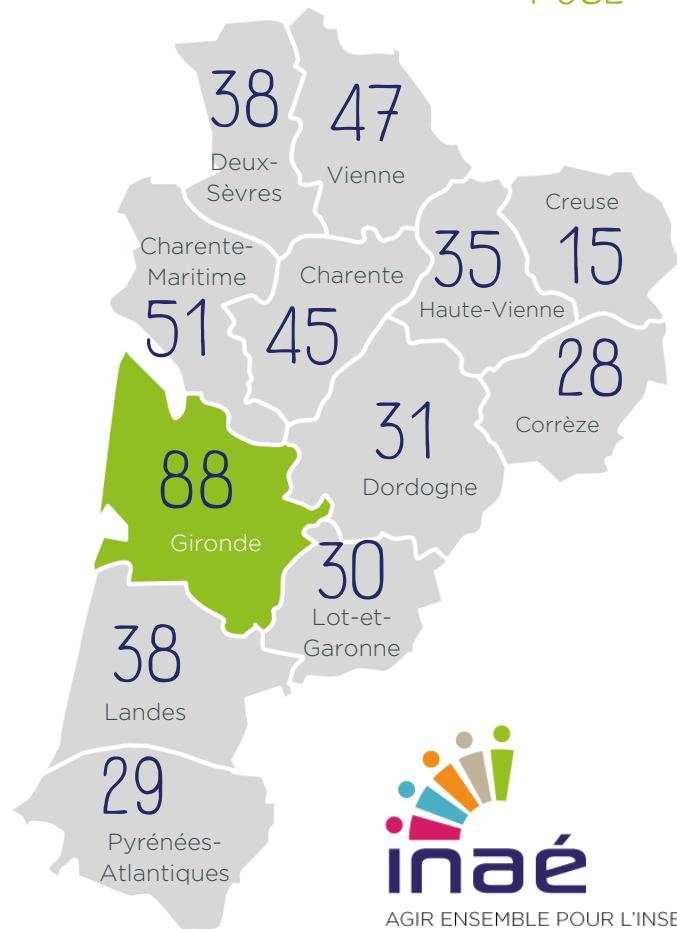 38
Deux-
Sèvres
47
Vienne
Creuse
15
Charente-
Maritime
51
Charente
45
35
Haute-Vienne
28
Corrèze
31
Dordogne
88
Gironde
30
Lot-et-
Garonne
38
Landes
29
Pyrénées-
Atlantiques
inaé
AGIR ENSEMBLE POUR L'INSE